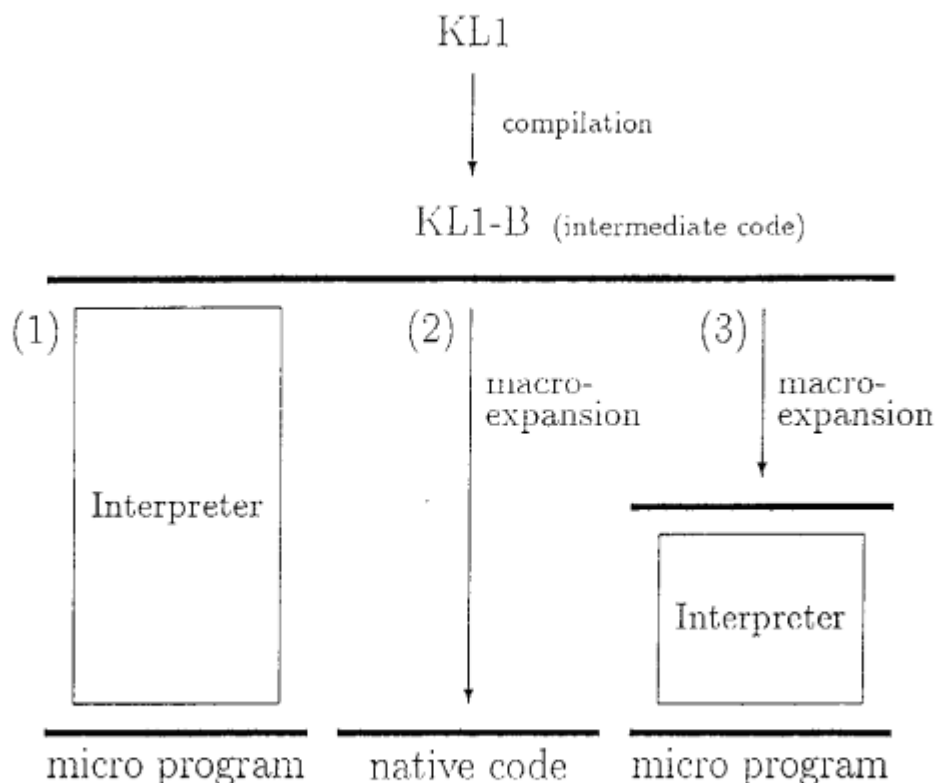 KL1
compilation
KL1-B (intermediate code)
(1)
(2)
(3)
macro-
expansion
macro-
expansion
Interpreter
Interpreter
micro program
native code
micro program